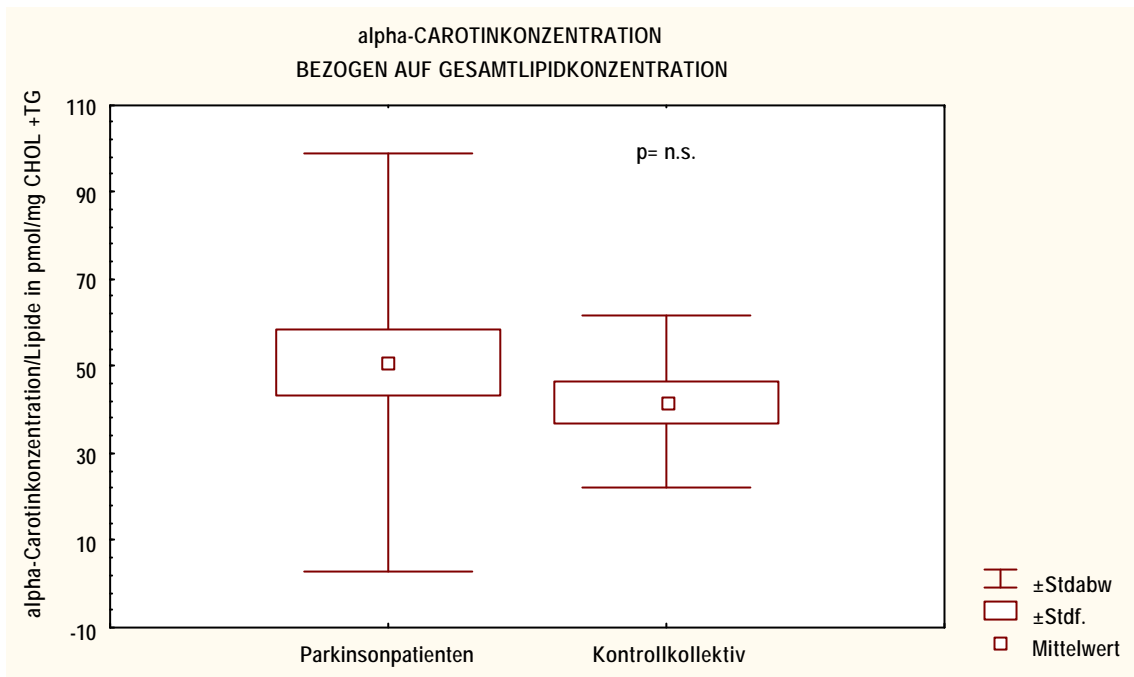 alpha-CAROTINKONZENTRATION
BEZOGEN AUF GESAMTLIPIDKONZENTRATION
alpha-Carotinkonzentration/Lipide in pmol/mg CHOL +TG
110
90
70
50
30
10
-10
p= n.s.
Parkinsonpatienten
Kontrollkollektiv
±Stdabw
±Stdf.
Mittelwert